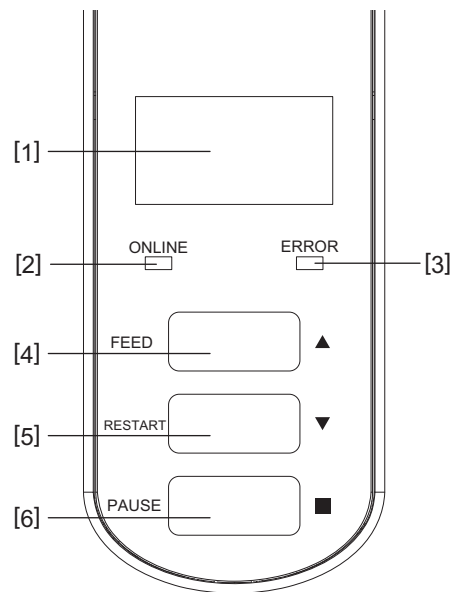 [1]
ONLINE ERROR
[2] [3]
FEED ▲
[4]
RESTART ▼
[5]
PAUSE ■
[6]